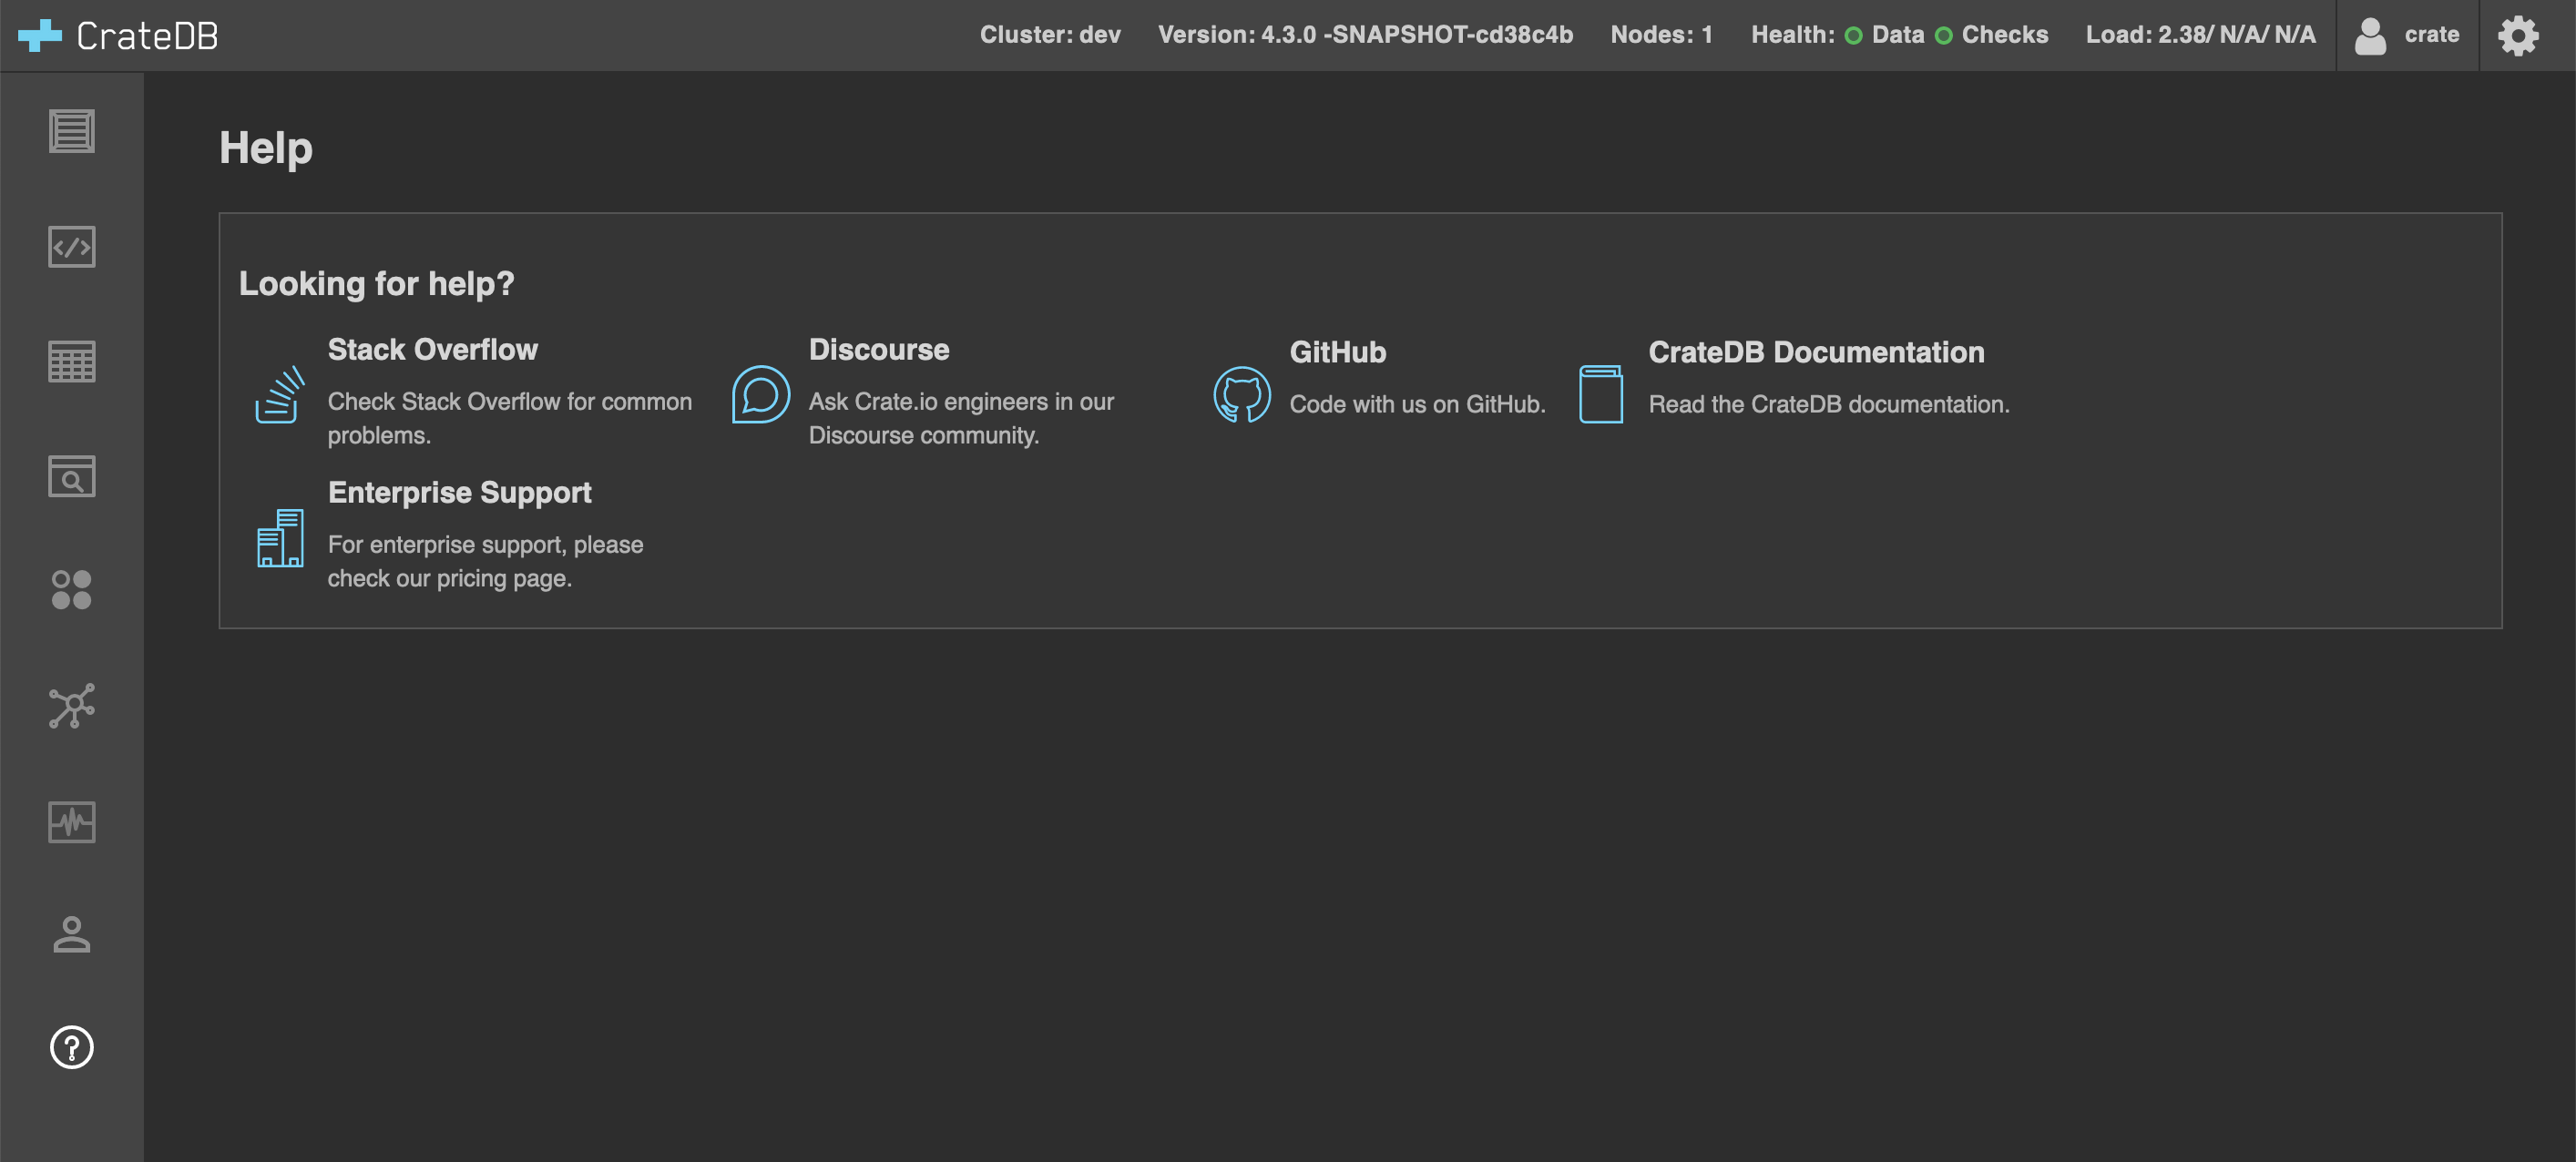 CrateDB
Cluster: dev Version: 4.3.0 -SNAPSHOT-cd38c4b Nodes: 1 Health: Data Checks Load: 2.38/ N/A/ N/A crate
Help
Looking for help?
Stack Overflow
Check Stack Overflow for common
problems.
Discourse
Ask Crate.io engineers in our
Discourse community.
GitHub
Code with us on GitHub.
CrateDB Documentation
Read the CrateDB documentation.
Enterprise Support
For enterprise support, please
check our pricing page.